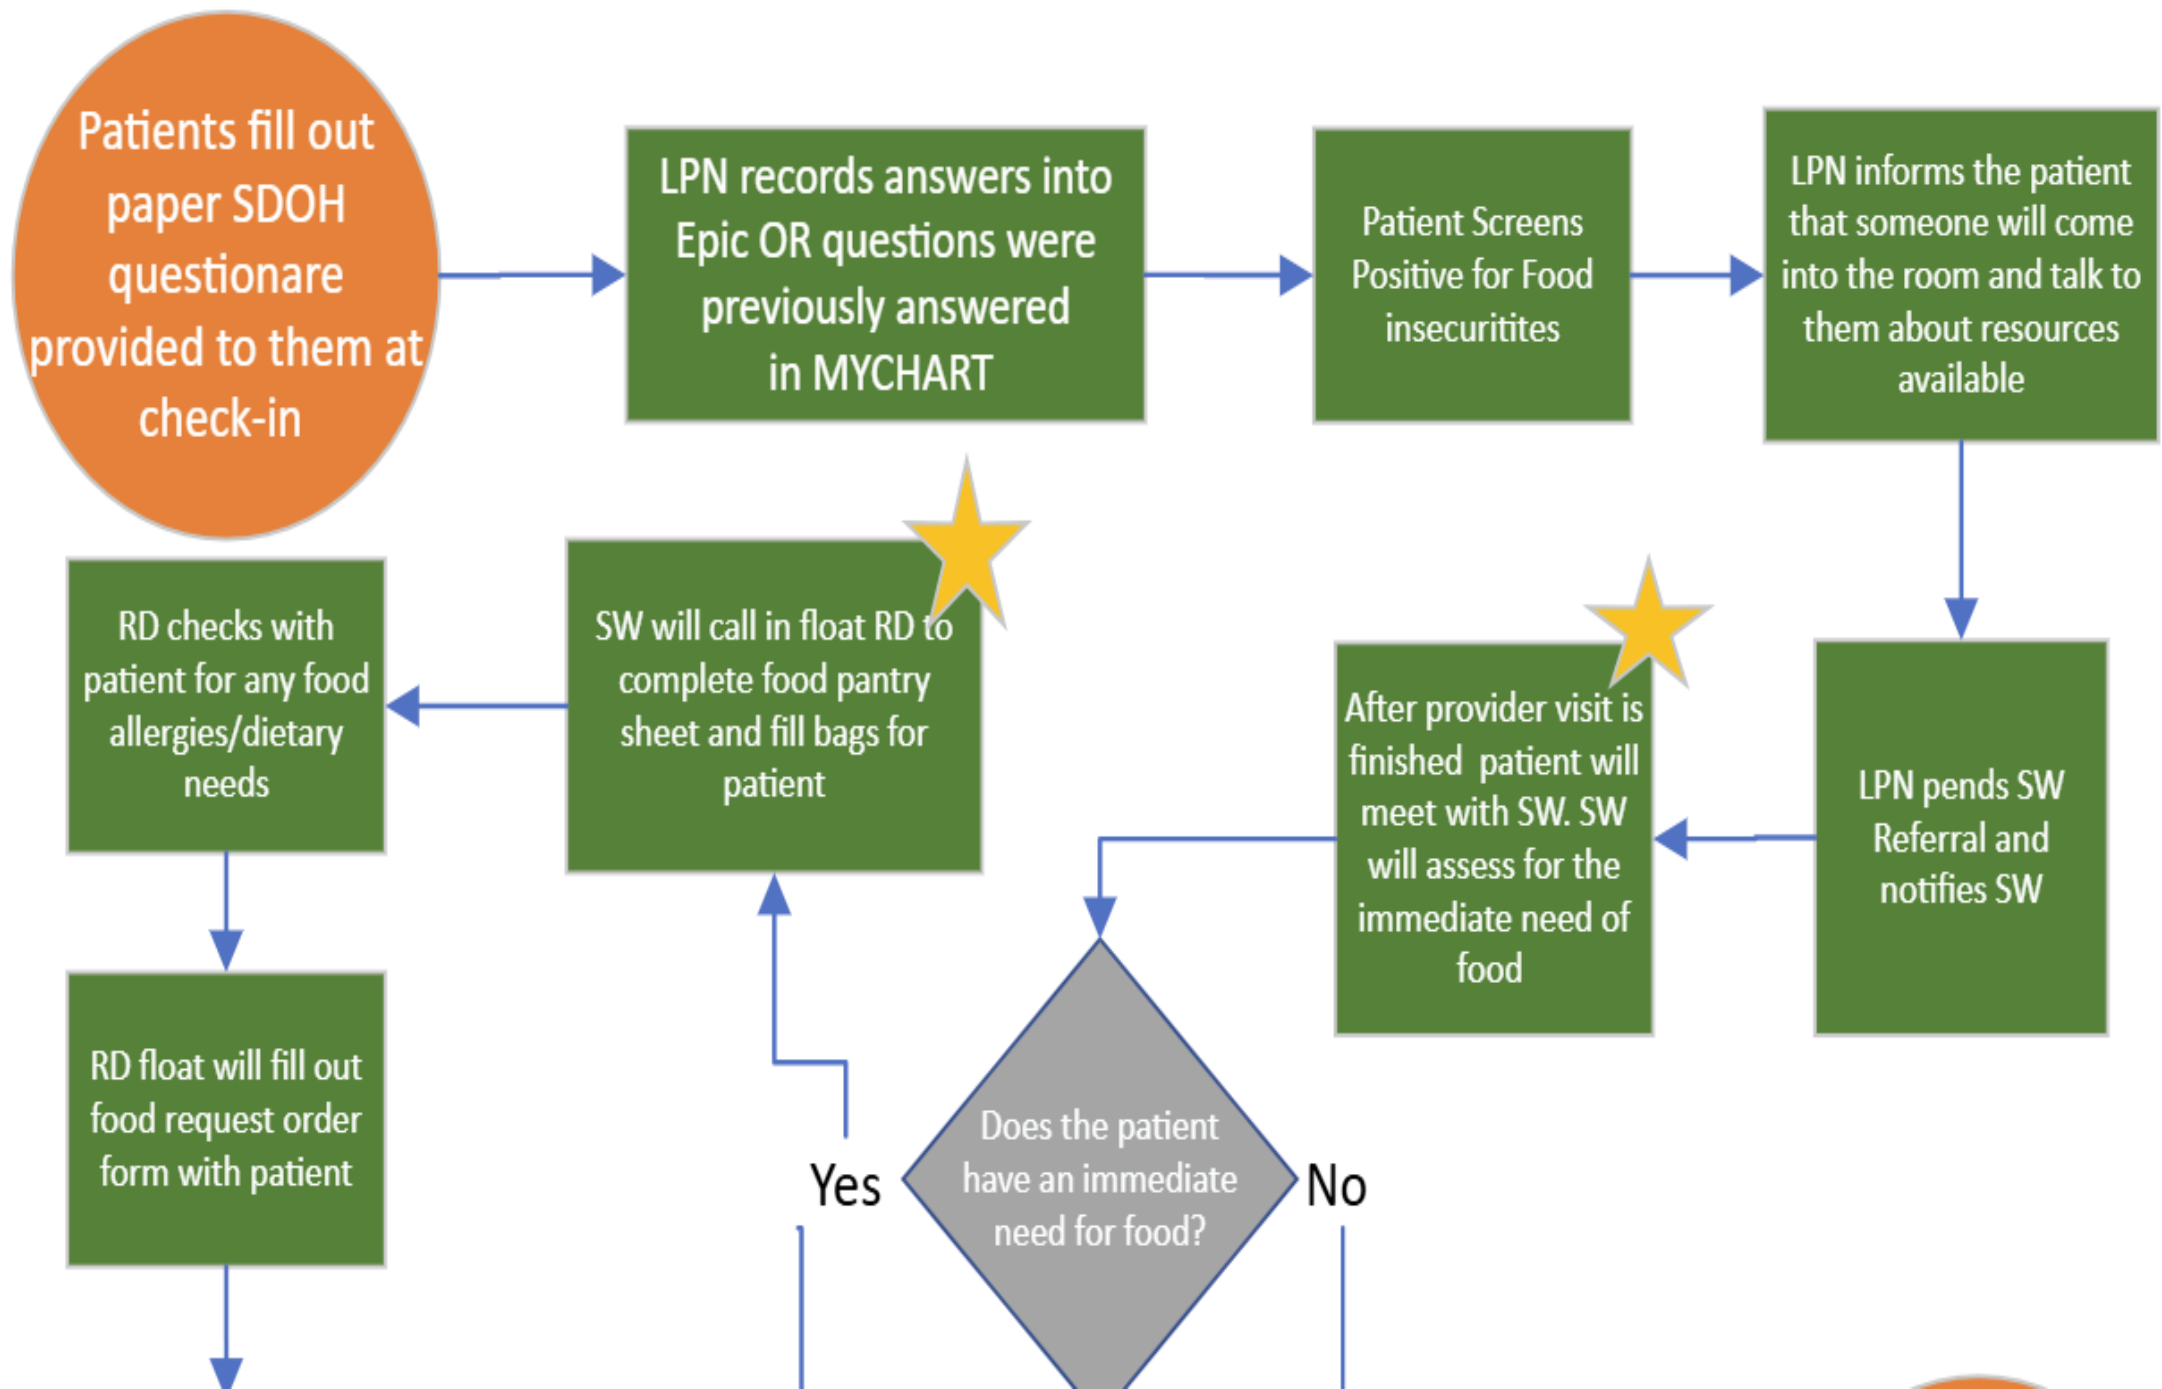 Patients fill out
paper SDOH
questionare
provided to them at
check-in
LPN records answers into
Epic OR questions were
previously answered
in MYCHART
Patient Screens
Positive for Food
insecuritites
LPN informs the patient
that someone will come
into the room and talk to
them about resources
available
LPN pends SW
Referral and
notifies SW
After provider visit is
finished  patient will
meet with SW. SW
will assess for the
immediate need of
food
Does the patient
have an immediate
need for food?
Yes
No
SW will call in float RD to
complete food pantry
sheet and fill bags for
patient
RD checks with
patient for any food
allergies/dietary
needs
RD float will fill out
food request order
form with patient